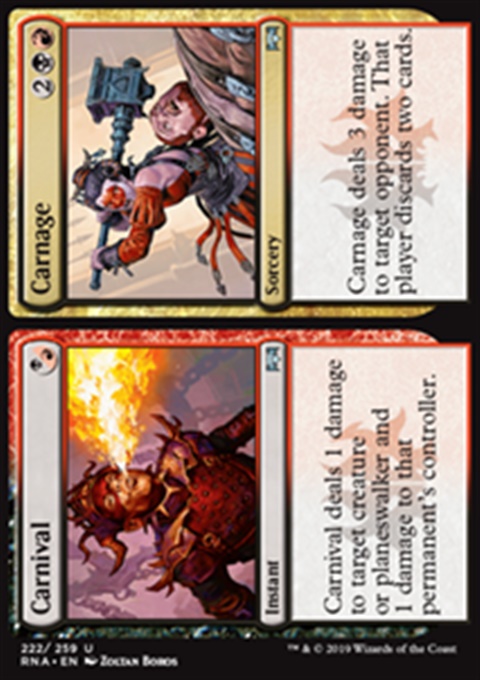 Carnage 2
Sorcery
Carnage deals 3 damage
to target opponent. That
player discards two cards.
Carnival
Instant
Carnival deals 1 damage
to target creature
or planeswalker and
1 damage to that
permanent's controller.
222/259 U
RNA • EN Zoltan Boros
™ & © 2019 Wizards of the Coast